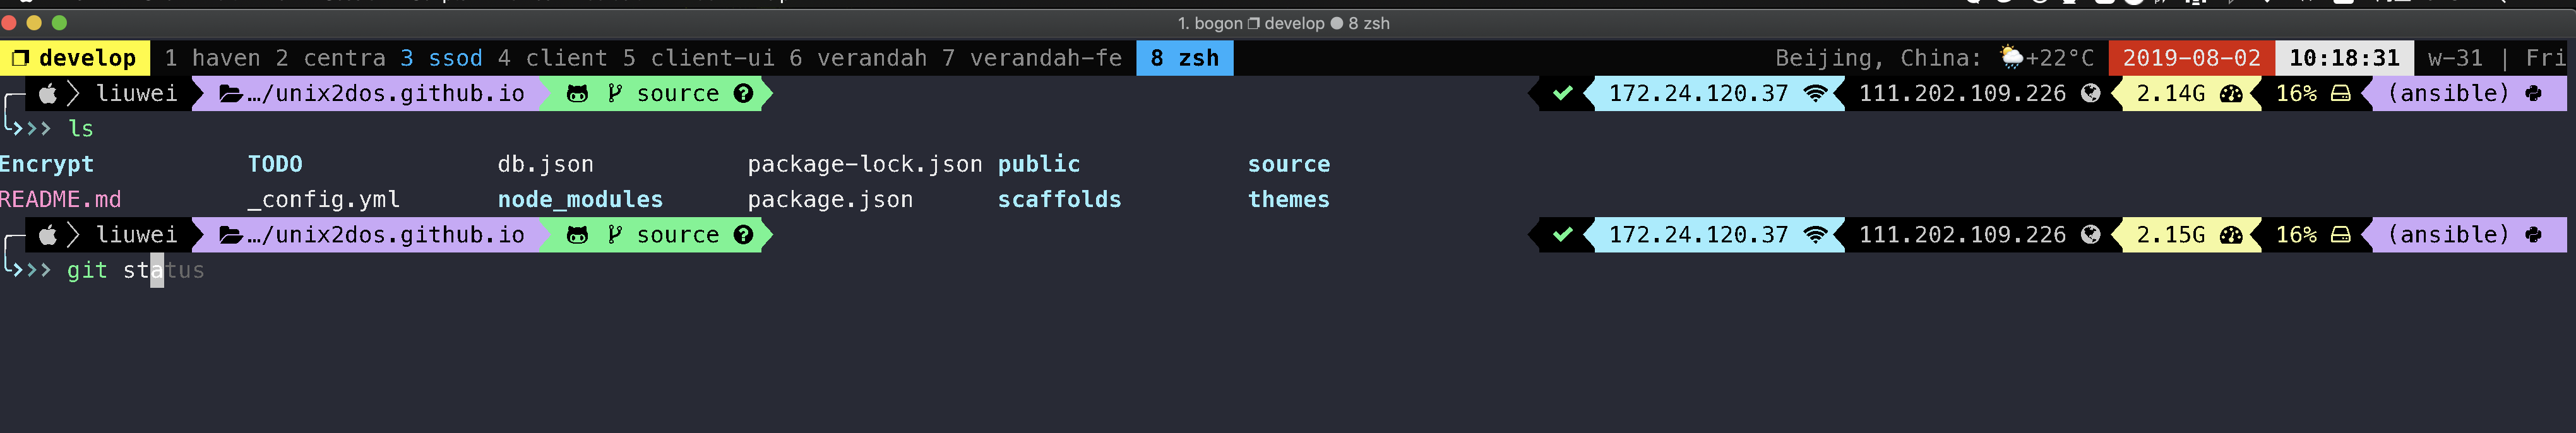 1. bogon develop 8 zsh
develop 1 haven 2 centra 3 ssod 4 client 5 client-ui 6 verandah 7 verandah-fe 8 zsh Beijing, China: +22°C 2019-08-02 10:18:31 w-31 | Fri
liuwei …/unix2dos.github.io source ? 172.24.120.37 111.202.109.226 2.14G 16% (ansible)
❯❯❯ ls
Encrypt TODO db.json package-lock.json public source
README.md _config.yml node_modules package.json scaffolds themes
liuwei …/unix2dos.github.io source ? 172.24.120.37 111.202.109.226 2.15G 16% (ansible)
❯❯❯ git status